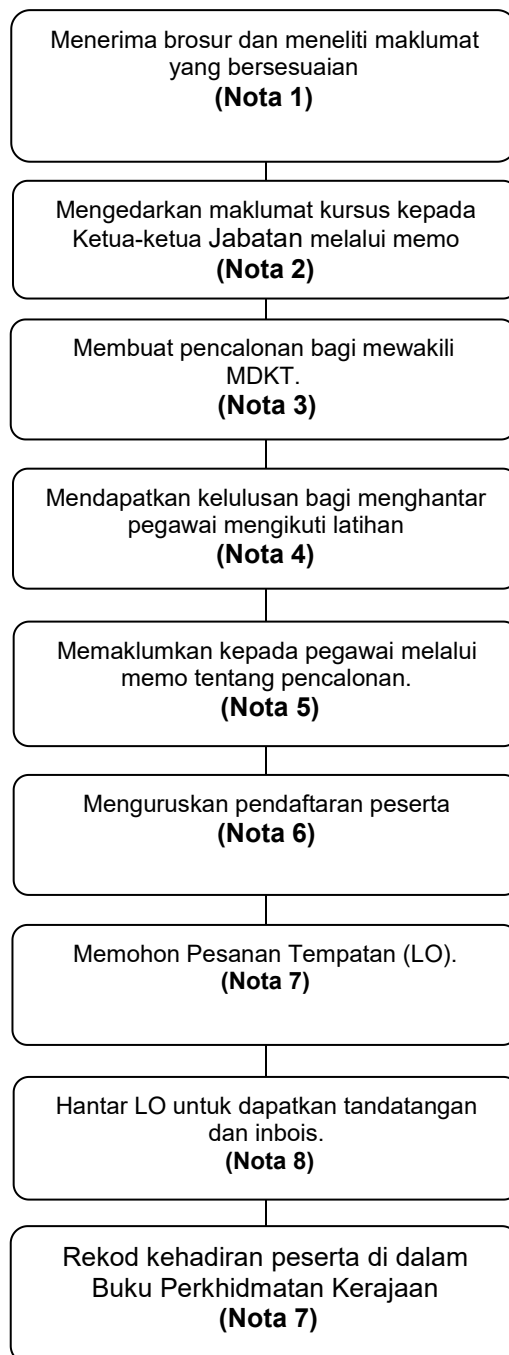 Menerima brosur dan meneliti maklumat
yang bersesuaian
(Nota 1)
Mengedarkan maklumat kursus kepada
Ketua-ketua Jabatan melalui memo
(Nota 2)
Membuat pencalonan bagi mewakili
MDKT.
(Nota 3)
Mendapatkan kelulusan bagi menghantar
pegawai mengikuti latihan
(Nota 4)
Memaklumkan kepada pegawai melalui
memo tentang pencalonan.
(Nota 5)
Menguruskan pendaftaran peserta
(Nota 6)
Memohon Pesanan Tempatan (LO).
(Nota 7)
Hantar LO untuk dapatkan tandatangan
dan inbois.
(Nota 8)
Rekod kehadiran peserta di dalam
Buku Perkhidmatan Kerajaan
(Nota 7)